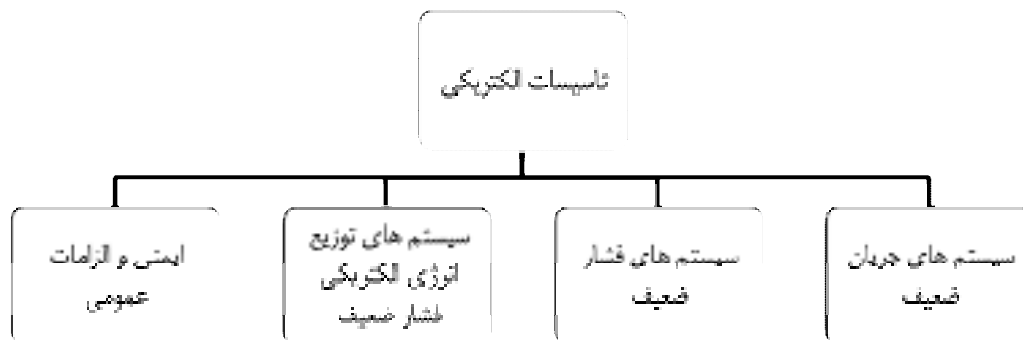 تاسیسات الکتریکی
سیستم های جریان
ضعیف
سیستم های فشار
ضعیف
سیستم های توزیع
انرژی الکتریکی
فشار ضعیف
ایمنی و الزامات
عمومی